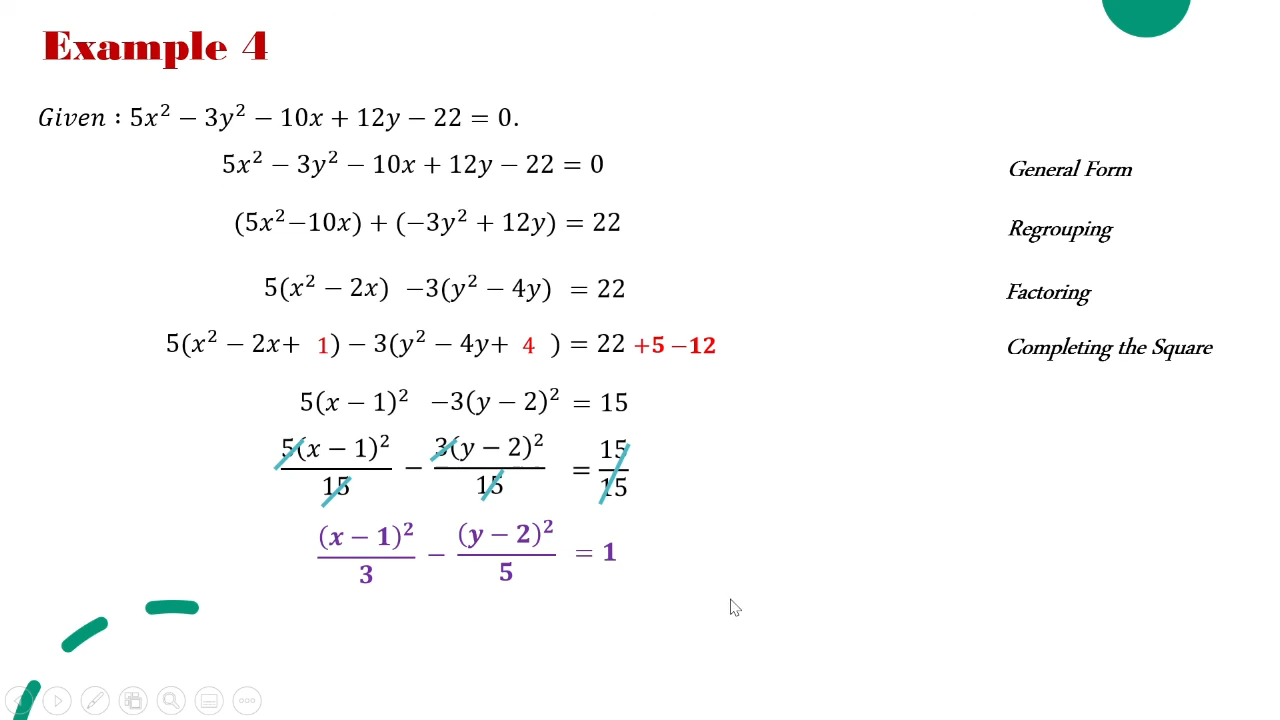 Example 4
Given : 5x² − 3y² − 10x + 12y − 22 = 0.
5x² − 3y² − 10x + 12y − 22 = 0 General Form
(5x²−10x) + (−3y² + 12y) = 22 Regrouping
5(x² − 2x) −3(y² − 4y) = 22 Factoring
5(x² − 2x+ 1) − 3(y² − 4y+ 4 ) = 22 +5 −12 Completing the Square
5(x − 1)² −3(y − 2)² = 15
5(x − 1)²/15 − 3(y − 2)²/15 = 15/15
(x − 1)²/3 − (y − 2)²/5 = 1